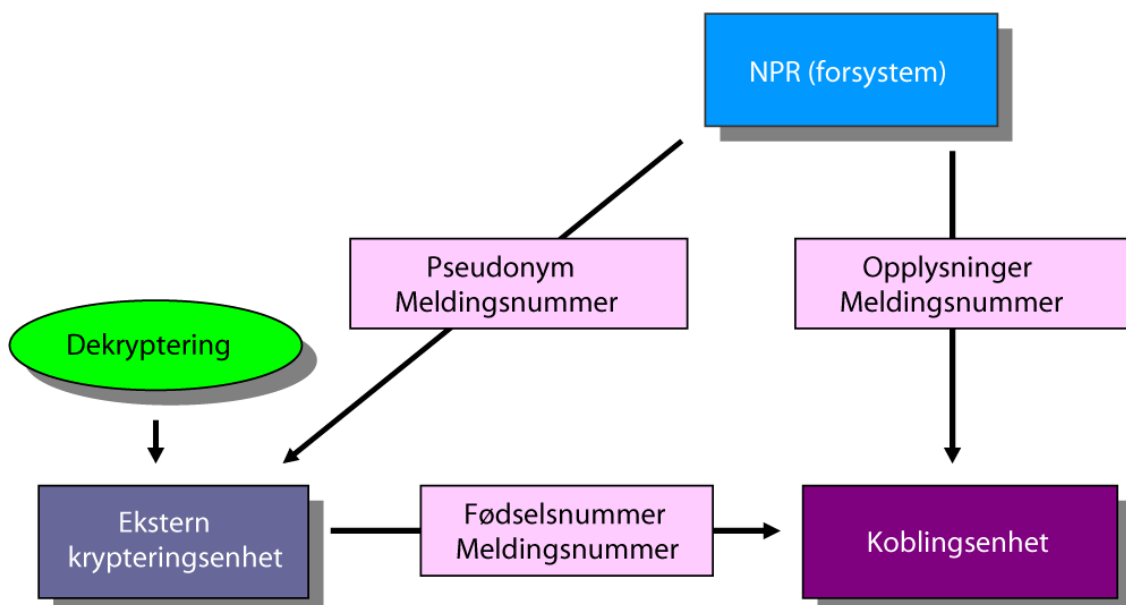 NPR (forsystem)
Pseudonym
Meldingsnummer
Opplysninger
Meldingsnummer
Dekryptering
Ekstern
krypteringsenhet
Fødselsnummer
Meldingsnummer
Koblingsenhet